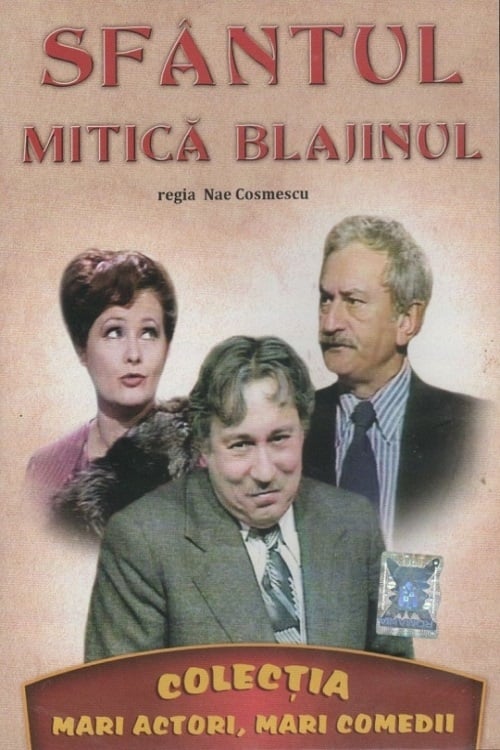 SFÂNTUL
MITICĂ BLAJINUL
regia Nae Cosmescu
COLECȚIA
MARI ACTORI, MARI COMEDII